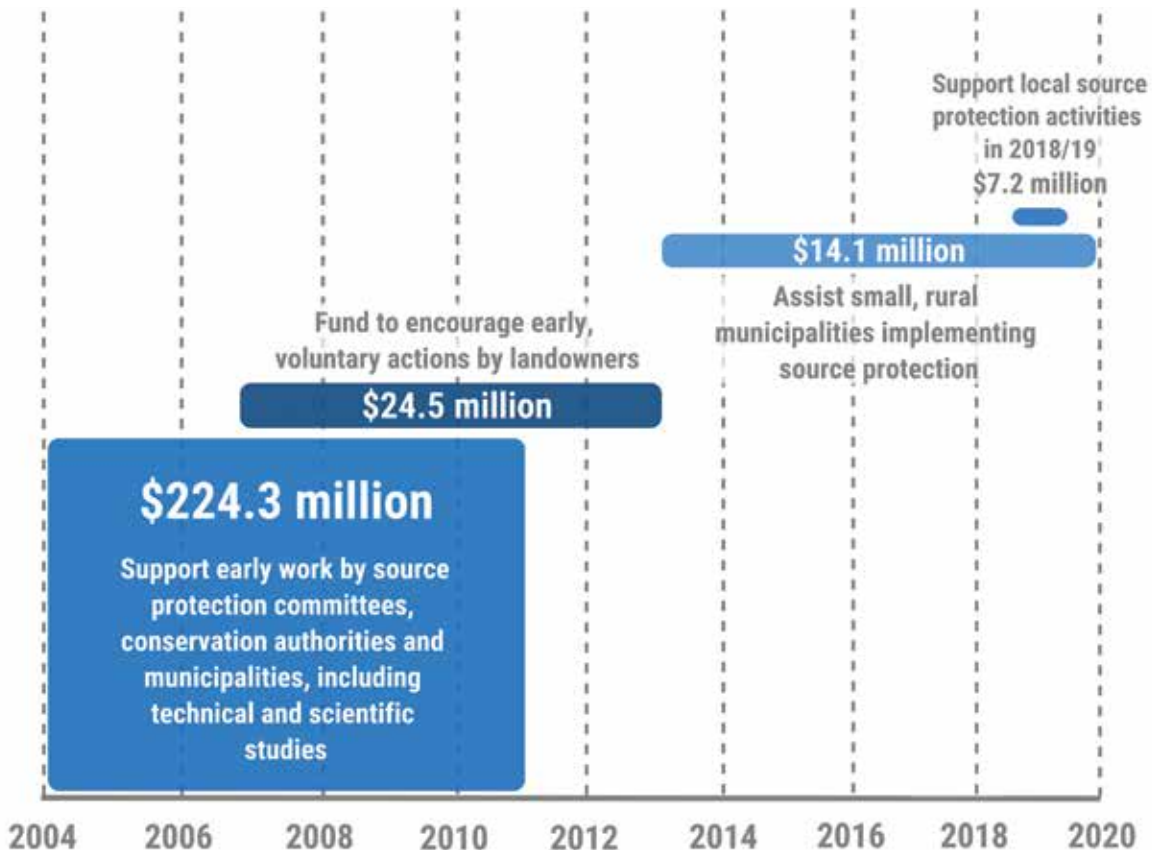 Support local source
protection activities
in 2018/19
$7.2 million
$14.1 million
Assist small, rural
municipalities implementing
source protection
Fund to encourage early,
voluntary actions by landowners
$24.5 million
$224.3 million
Support early work by source
protection committees,
conservation authorities and
municipalities, including
technical and scientific
studies
2004 2006 2008 2010 2012 2014 2016 2018 2020